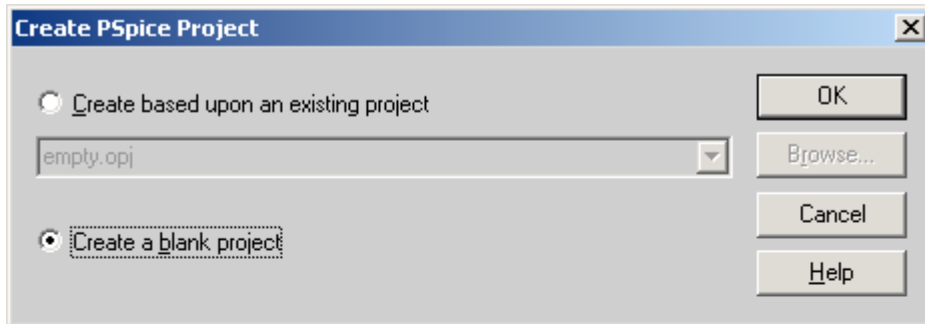 Create PSpice Project
Create based upon an existing project
empty.opj
Create a blank project
OK
Browse...
Cancel
Help